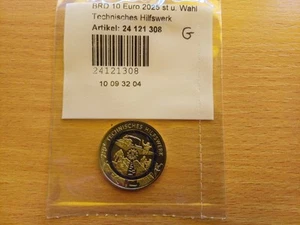 BRD 10 Euro 2025 st u. Wahl
Technisches Hilfswerk
Artikel: 24 121 308
G
24121308
10 09 32 04
TECHNISCHES HILFSWERK